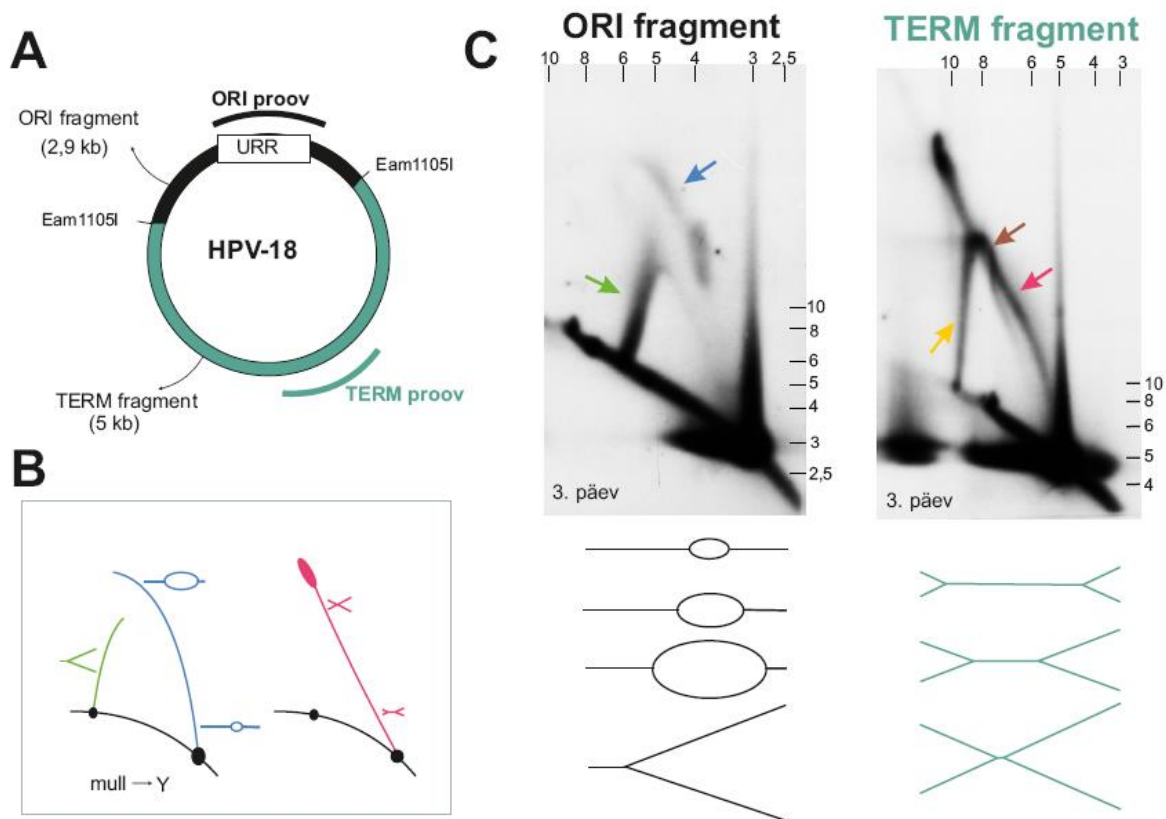 A
ORI proov
ORI fragment
(2,9 kb)
URR
Eam1105I
Eam1105I
HPV-18
TERM fragment
(5 kb)
TERM proov
B
mull → Y
C
ORI fragment
10 8 6 5 4 3 2,5
10
8
6
5
4
3
2,5
3. päev
TERM fragment
10 8 6 5 4 3
10
8
6
5
4
3. päev